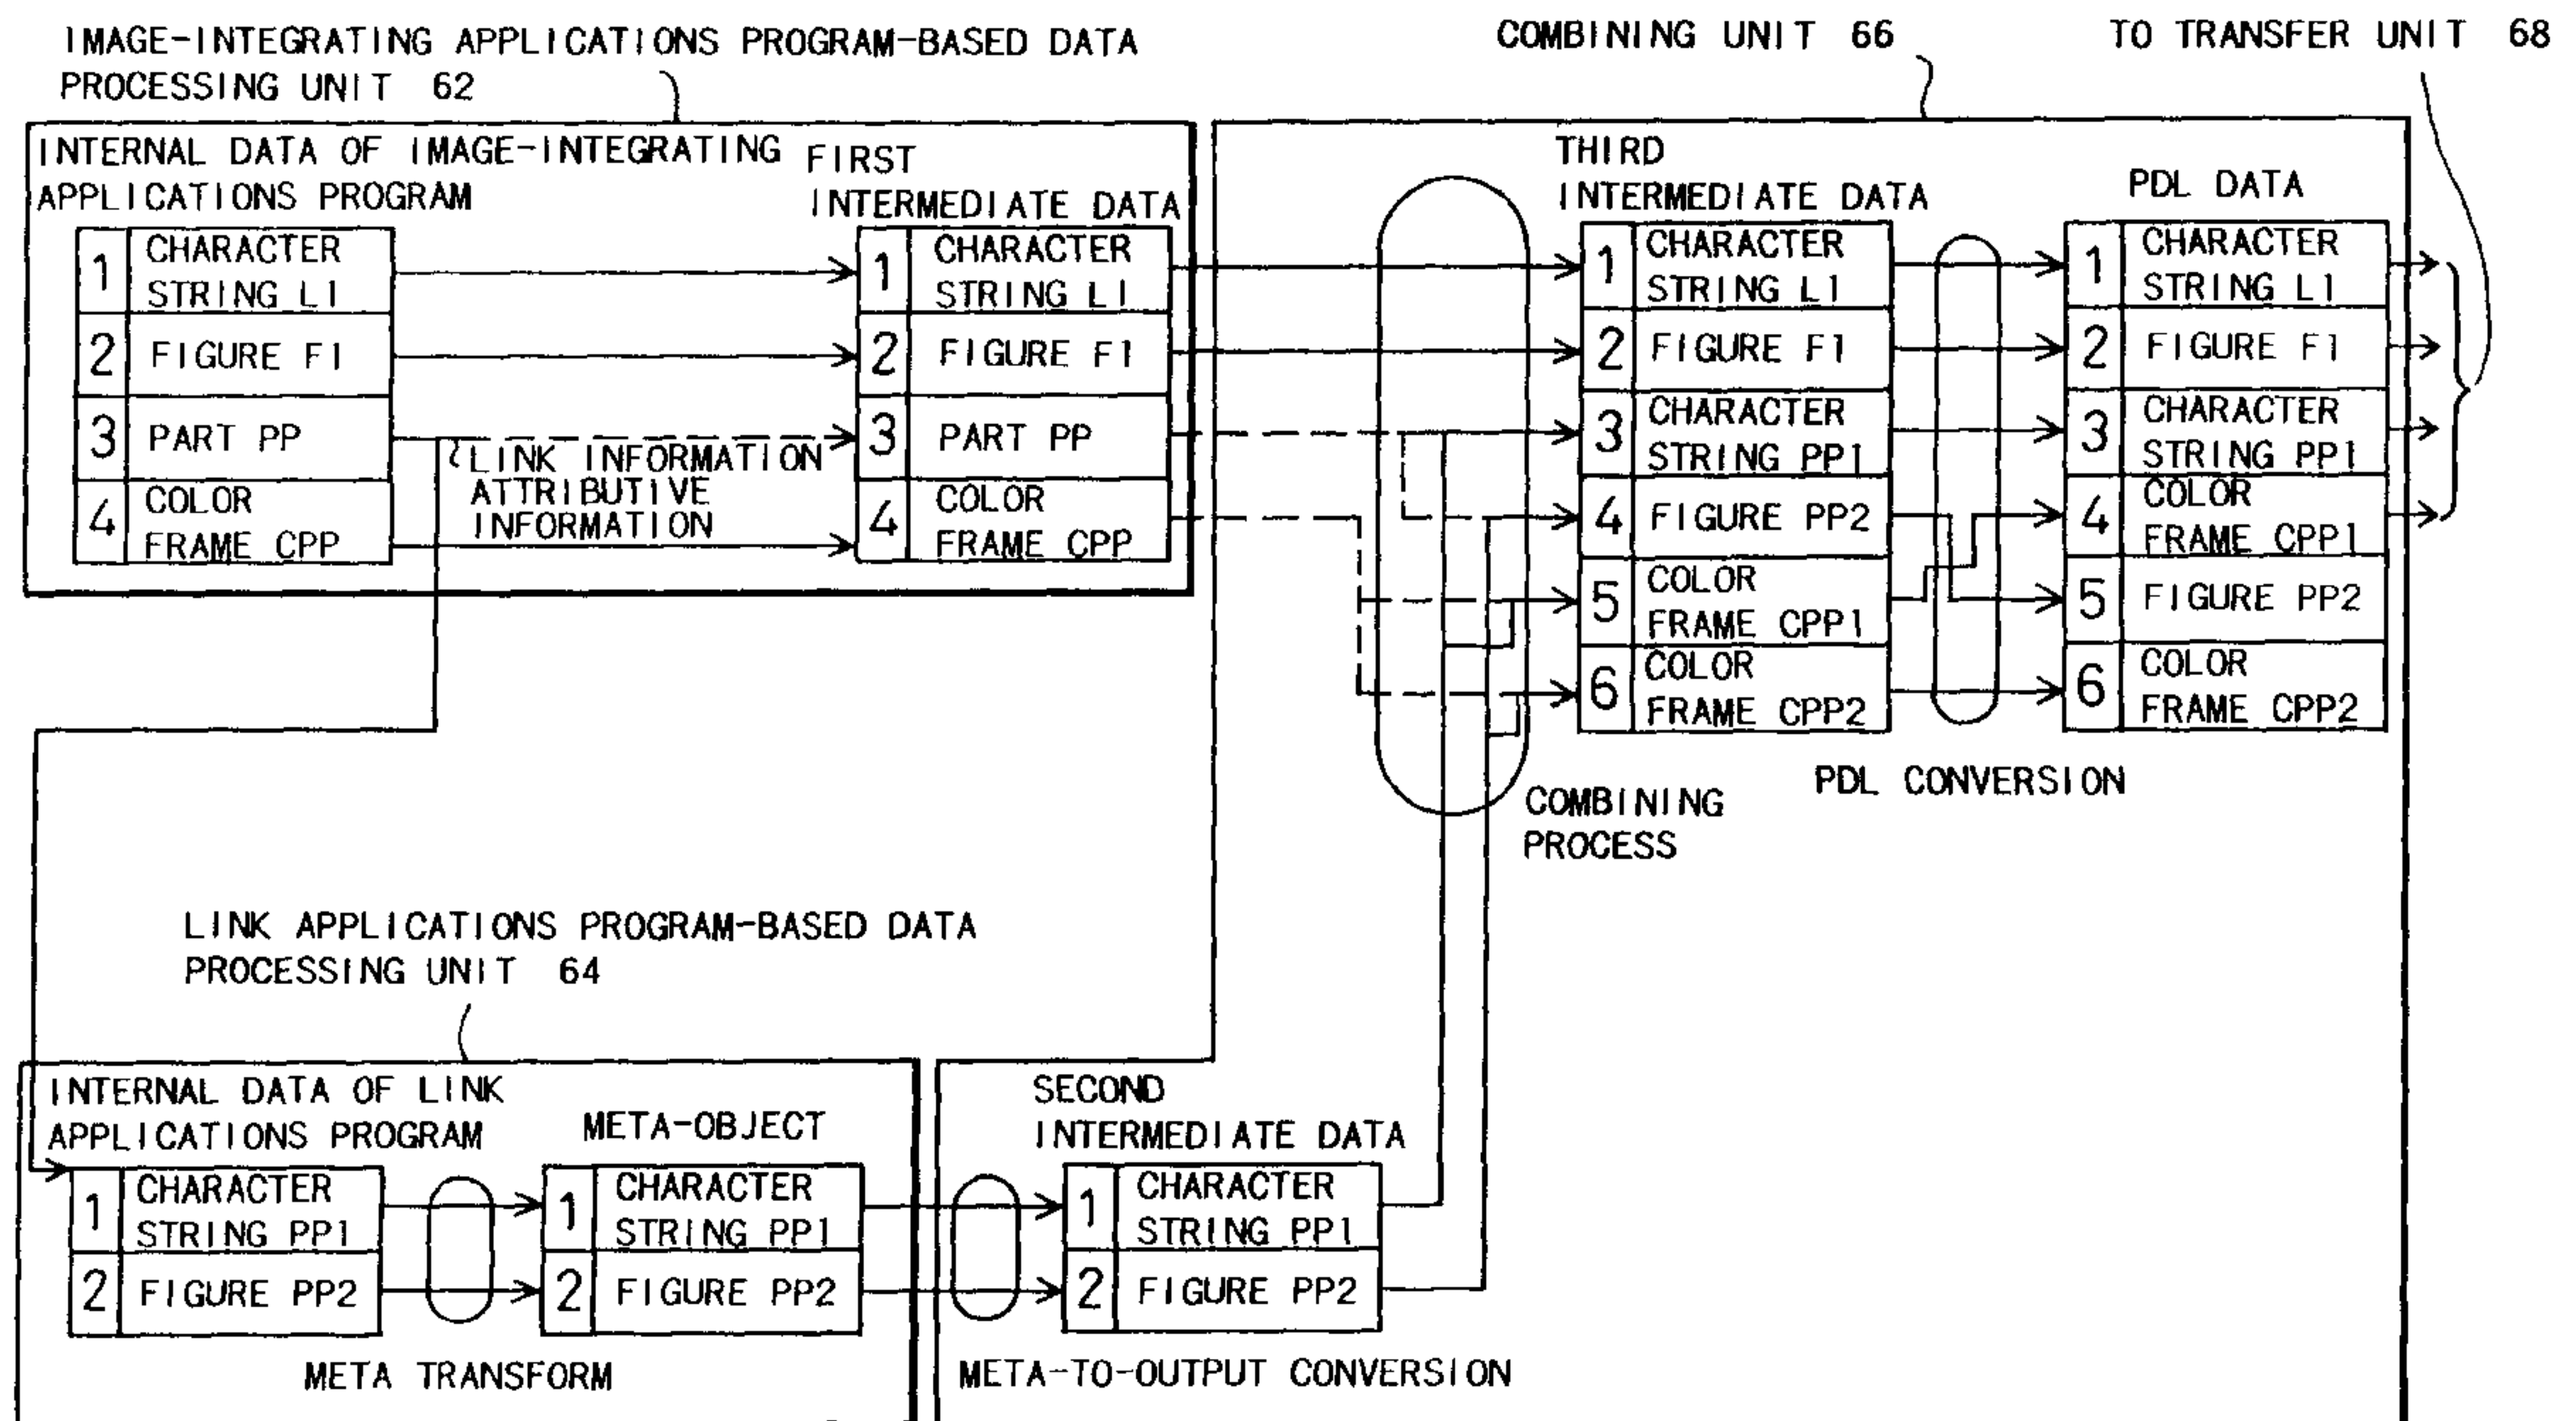 IMAGE-INTEGRATING APPLICATIONS PROGRAM-BASED DATA
PROCESSING UNIT 62
COMBINING UNIT 66
TO TRANSFER UNIT 68
INTERNAL DATA OF IMAGE-INTEGRATING
APPLICATIONS PROGRAM
1 CHARACTER
STRING L1
2 FIGURE F1
3 PART PP
4 COLOR
FRAME CPP
LINK INFORMATION
ATTRIBUTIVE
INFORMATION
FIRST
INTERMEDIATE DATA
1 CHARACTER
STRING L1
2 FIGURE F1
3 PART PP
4 COLOR
FRAME CPP
THIRD
INTERMEDIATE DATA
1 CHARACTER
STRING L1
2 FIGURE F1
3 CHARACTER
STRING PP1
4 FIGURE PP2
5 COLOR
FRAME CPP1
6 COLOR
FRAME CPP2
PDL DATA
1 CHARACTER
STRING L1
2 FIGURE F1
3 CHARACTER
STRING PP1
4 COLOR
FRAME CPP1
5 FIGURE PP2
6 COLOR
FRAME CPP2
PDL CONVERSION
COMBINING
PROCESS
LINK APPLICATIONS PROGRAM-BASED DATA
PROCESSING UNIT 64
INTERNAL DATA OF LINK
APPLICATIONS PROGRAM
1 CHARACTER
STRING PP1
2 FIGURE PP2
META-OBJECT
1 CHARACTER
STRING PP1
2 FIGURE PP2
META TRANSFORM
SECOND
INTERMEDIATE DATA
1 CHARACTER
STRING PP1
2 FIGURE PP2
META-TO-OUTPUT CONVERSION